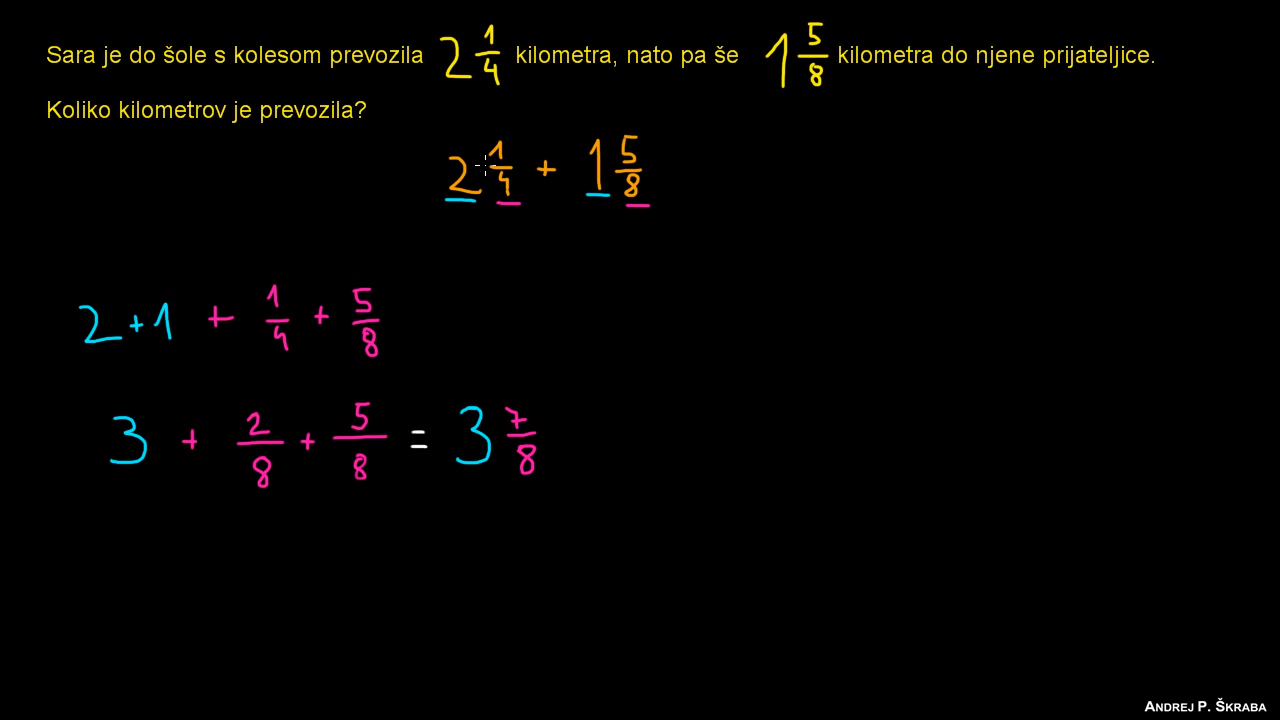 Sara je do šole s kolesom prevozila 2 1/4 kilometra, nato pa še 1 5/8 kilometra do njene prijateljice.
Koliko kilometrov je prevozila?
2 1/4 + 1 5/8
2 + 1 + 1/4 + 5/8
3 + 2/8 + 5/8 = 3 7/8
ANDREJ P. ŠKRABA